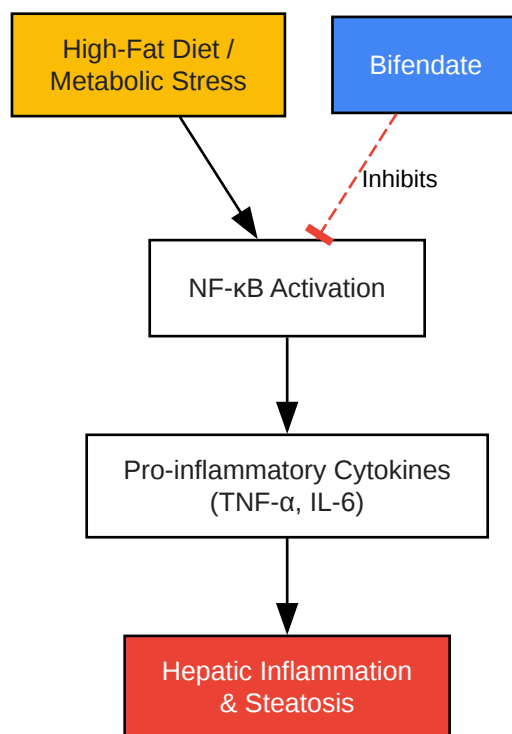 High-Fat Diet /
Metabolic Stress
Bifendate
Inhibits
NF-κB Activation
Pro-inflammatory Cytokines
(TNF-α, IL-6)
Hepatic Inflammation
& Steatosis